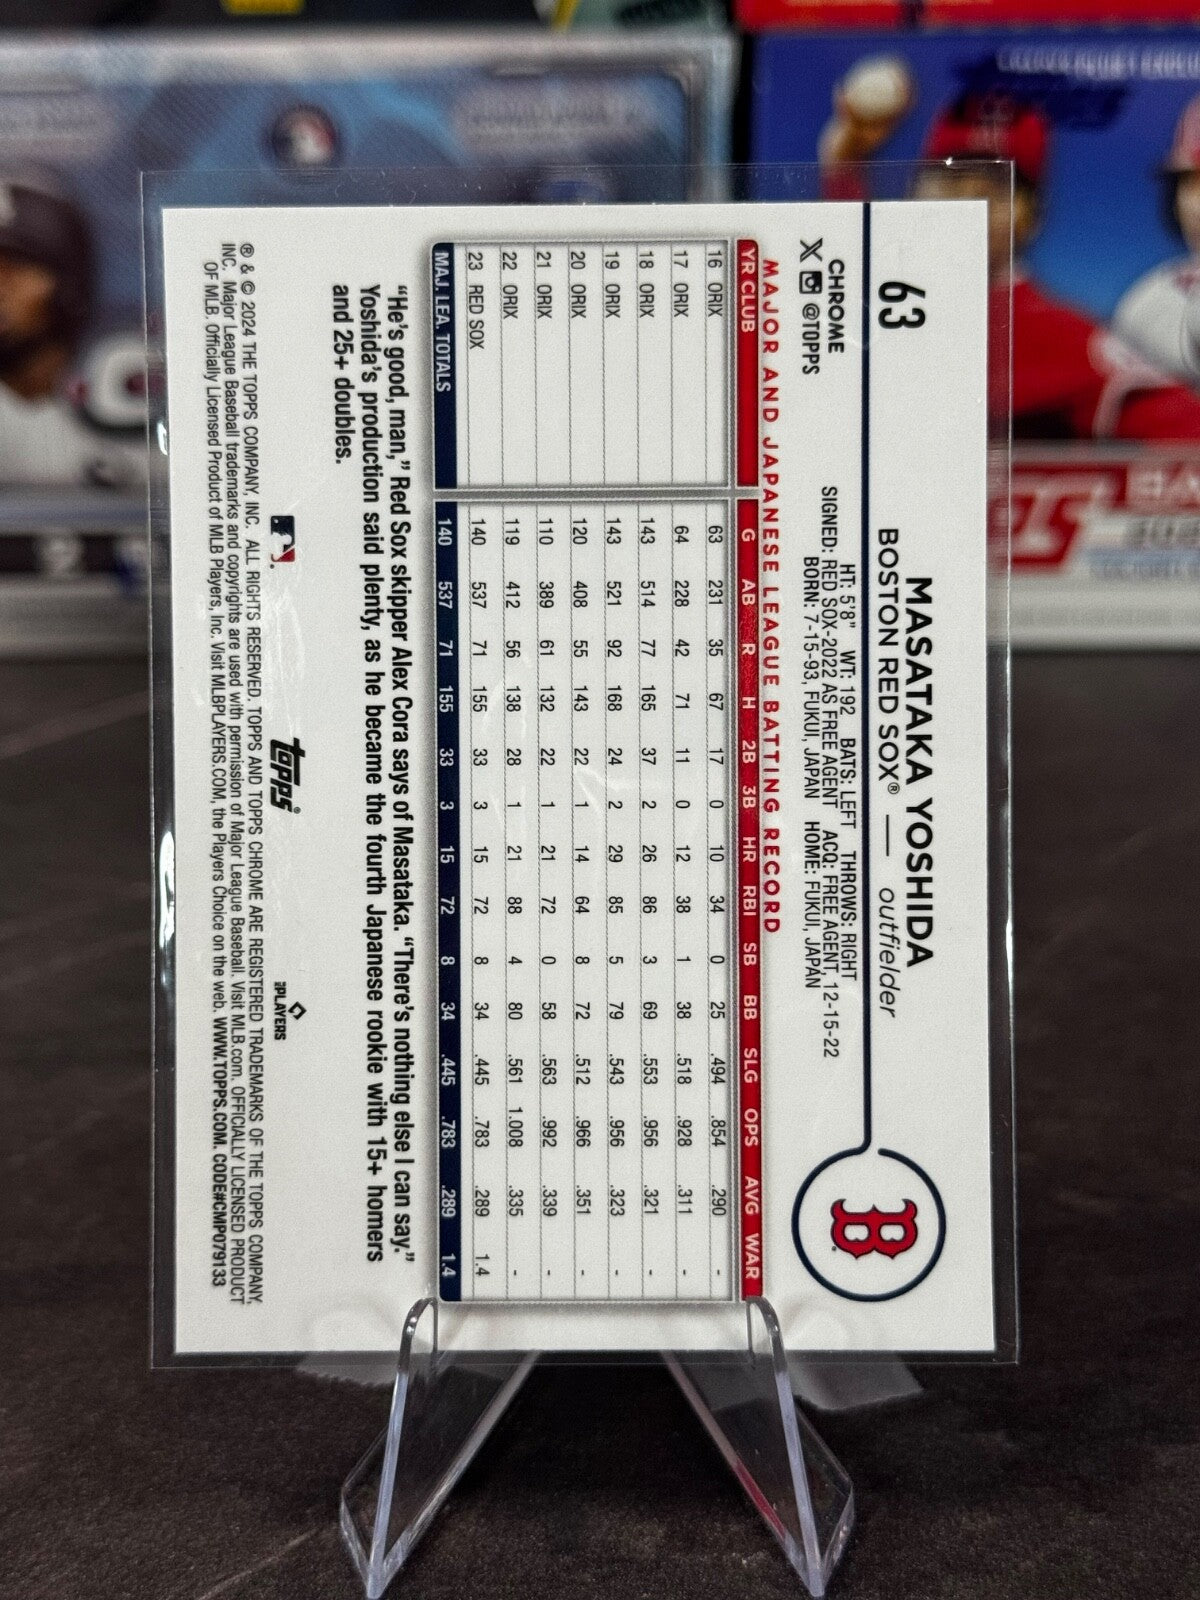 63
MASATAKA YOSHIDA
BOSTON RED SOX® — outfielder
CHROME
@TOPPS
HT: 5'8" WT: 192 BATS: LEFT THROWS: RIGHT
SIGNED: RED SOX-2022 AS FREE AGENT ACQ: FREE AGENT, 12-15-22
BORN: 7-15-93, FUKUI, JAPAN HOME: FUKUI, JAPAN
B
MAJOR AND JAPANESE LEAGUE BATTING RECORD
YR CLUB G AB R H 2B 3B HR RBI SB BB SLG OPS AVG WAR
16 ORIX 63 231 35 67 17 0 10 34 0 25 .494 .854 .290 -
17 ORIX 64 228 42 71 11 0 12 38 1 38 .518 .928 .311 -
18 ORIX 143 514 77 165 37 2 26 86 3 69 .553 .956 .321 -
19 ORIX 143 521 92 168 24 2 29 85 5 79 .543 .956 .323 -
20 ORIX 120 408 55 143 22 1 14 64 8 72 .512 .966 .351 -
21 ORIX 110 389 61 132 22 1 21 72 0 58 .563 .992 .339 -
22 ORIX 119 412 56 138 28 1 21 88 4 80 .561 1.008 .335 -
23 RED SOX 140 537 71 155 33 3 15 72 8 34 .445 .783 .289 1.4
MAJ. LEA. TOTALS 140 537 71 155 33 3 15 72 8 34 .445 .783 .289 1.4
“He's good, man,” Red Sox skipper Alex Cora says of Masataka. “There's nothing else I can say.”
Yoshida's production said plenty, as he became the fourth Japanese rookie with 15+ homers
and 25+ doubles.
topps®
PLAYERS
® & © 2024 THE TOPPS COMPANY, INC. ALL RIGHTS RESERVED. TOPPS AND TOPPS CHROME ARE REGISTERED TRADEMARKS OF THE TOPPS COMPANY,
INC. Major League Baseball trademarks and copyrights are used with permission of Major League Baseball. Visit MLB.com. OFFICIALLY LICENSED PRODUCT
OF MLB. Officially Licensed Product of MLB Players, Inc. Visit MLBPLAYERS.COM, the Players Choice on the web. WWW.TOPPS.COM. CODE#CMP079133